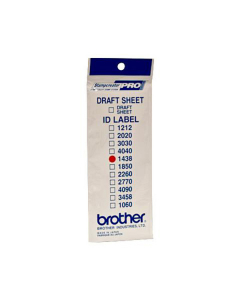 Stampcreator PRO
DRAFT SHEET
DRAFT SHEET
ID LABEL
1212
2020
3030
4040
1438
1850
2260
2770
4090
3458
1060
brother
BROTHER INDUSTRIES, LTD.